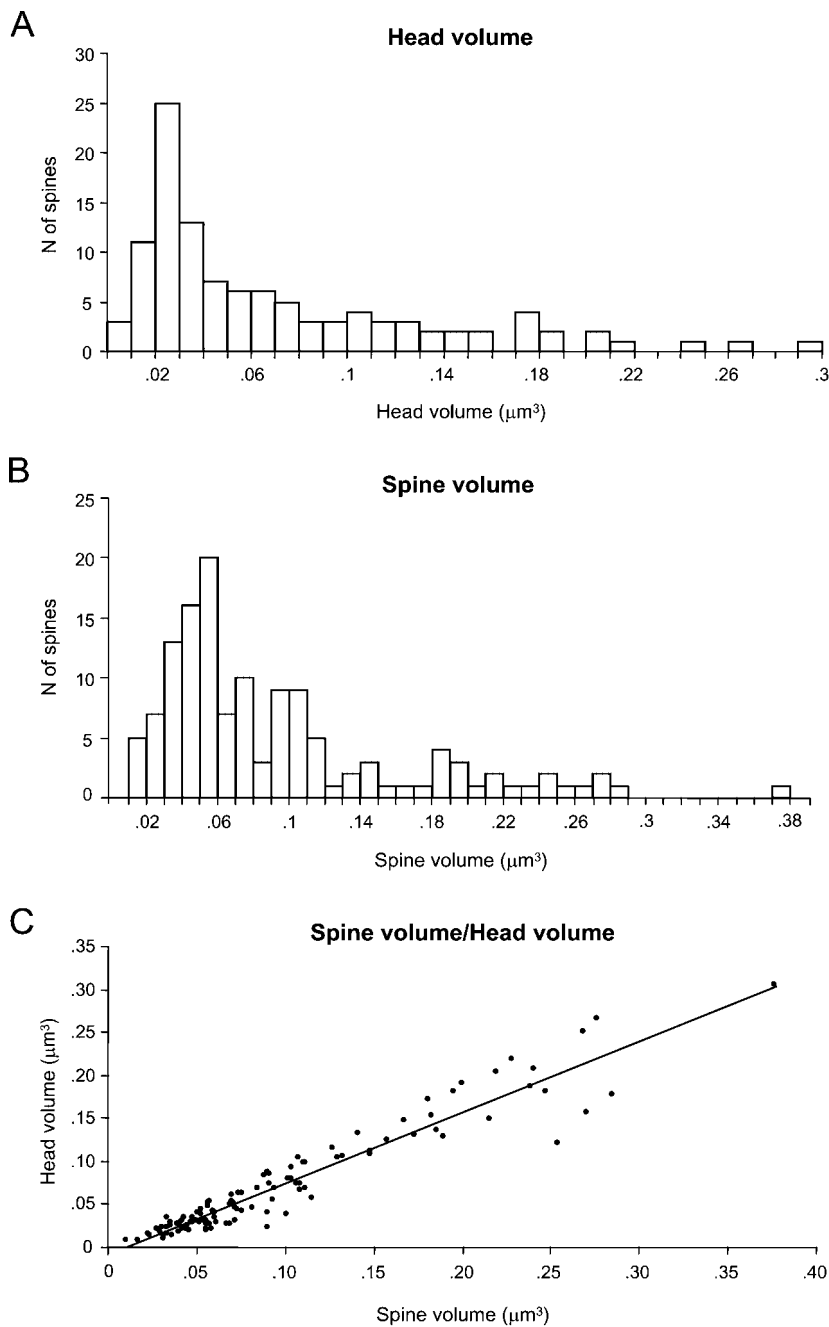 A
Head volume
30
25
20
15
10
5
0
N of spines
.02 .06 .1 .14 .18 .22 .26 .3
Head volume (μm³)
B
Spine volume
25
20
15
10
5
0
N of spines
.02 .06 .1 .14 .18 .22 .26 .3 .34 .38
Spine volume (μm³)
C
Spine volume/Head volume
.35
.30
.25
.20
.15
.10
.05
0
Head volume (μm³)
0 .05 .10 .15 .20 .25 .30 .35 .40
Spine volume (μm³)